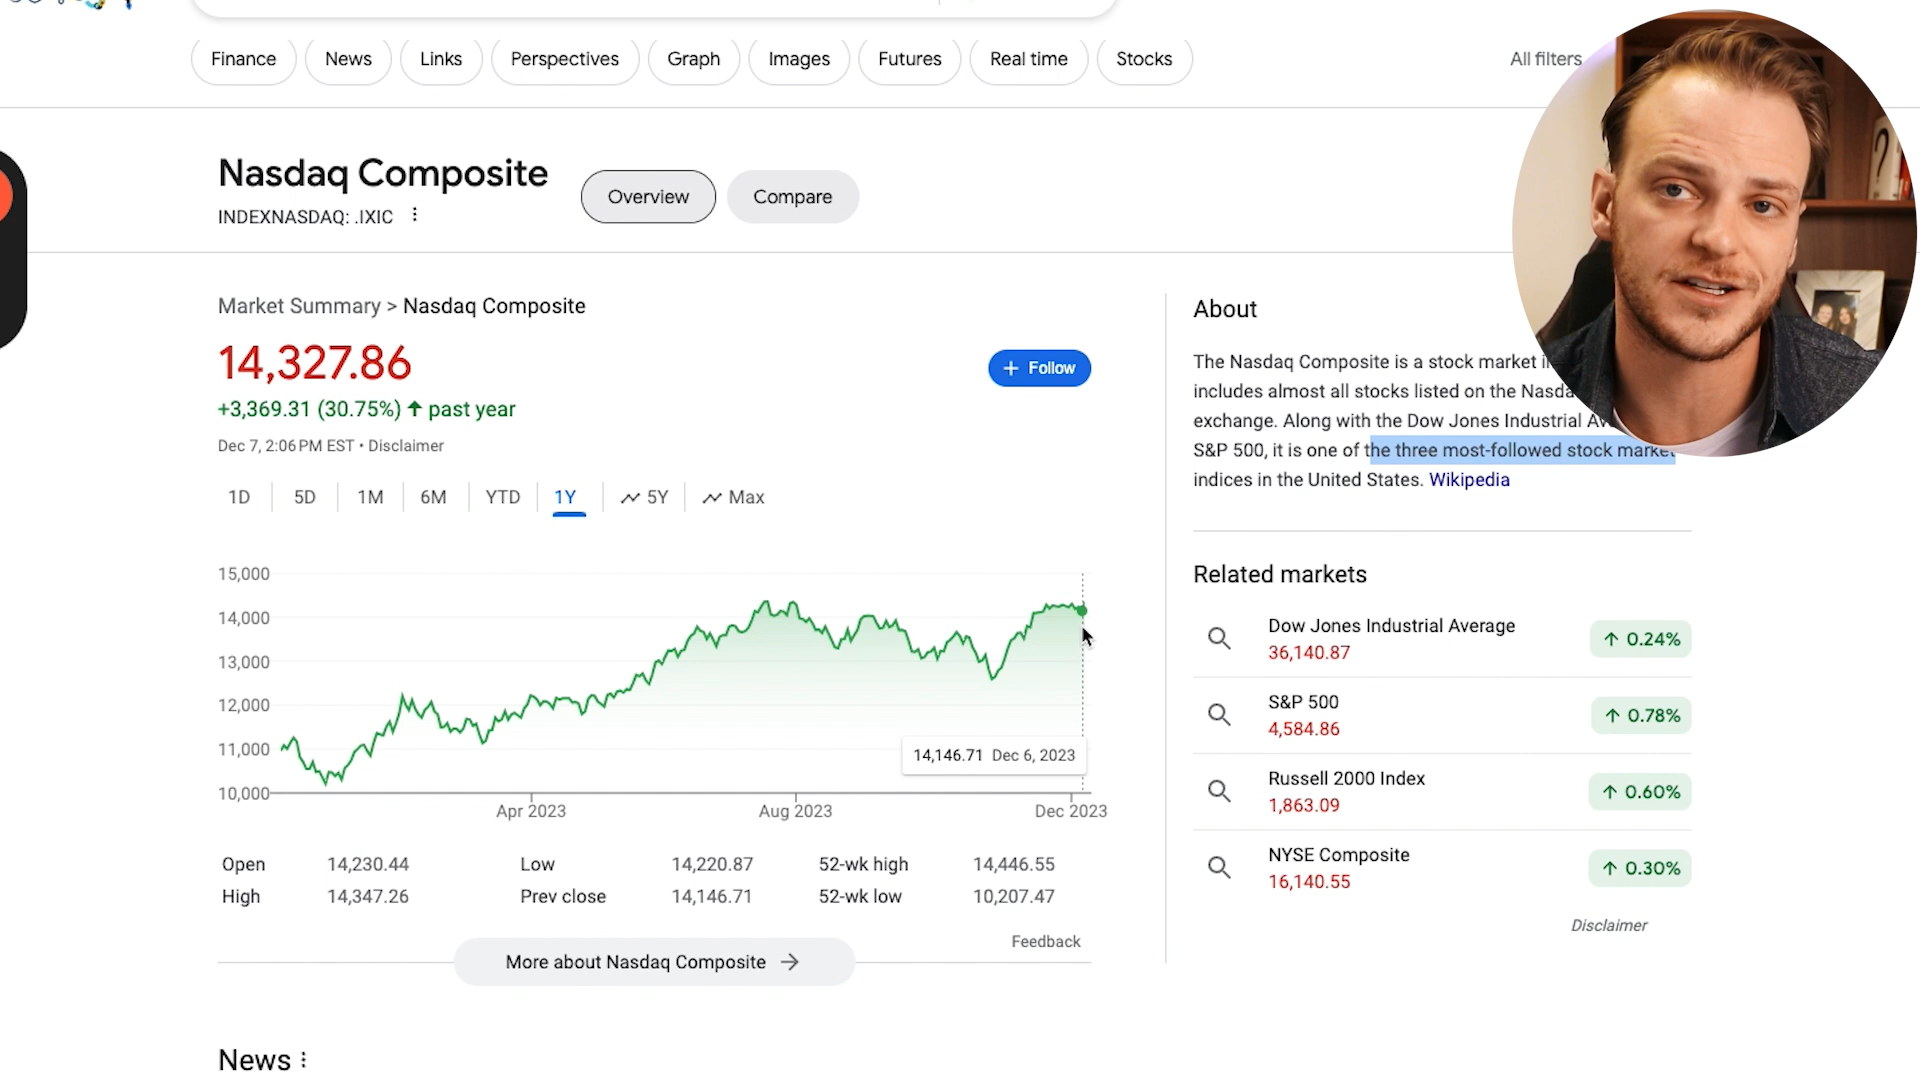 Finance News Links Perspectives Graph Images Futures Real time Stocks All filters
Nasdaq Composite
INDEXNASDAQ: .IXIC
Overview Compare
Market Summary > Nasdaq Composite
14,327.86
+3,369.31 (30.75%) ↑ past year
Dec 7, 2:06 PM EST • Disclaimer
+ Follow
1D 5D 1M 6M YTD 1Y 5Y Max
15,000
14,000
13,000
12,000
11,000
10,000
14,146.71 Dec 6, 2023
Apr 2023 Aug 2023 Dec 2023
Open 14,230.44 Low 14,220.87 52-wk high 14,446.55
High 14,347.26 Prev close 14,146.71 52-wk low 10,207.47
Feedback
More about Nasdaq Composite →
News
About
The Nasdaq Composite is a stock market
includes almost all stocks listed on the
exchange. Along with the Dow Jones Industrial
S&P 500, it is one of the three most-followed stock market
indices in the United States. Wikipedia
Related markets
Dow Jones Industrial Average
36,140.87
↑ 0.24%
S&P 500
4,584.86
↑ 0.78%
Russell 2000 Index
1,863.09
↑ 0.60%
NYSE Composite
16,140.55
↑ 0.30%
Disclaimer